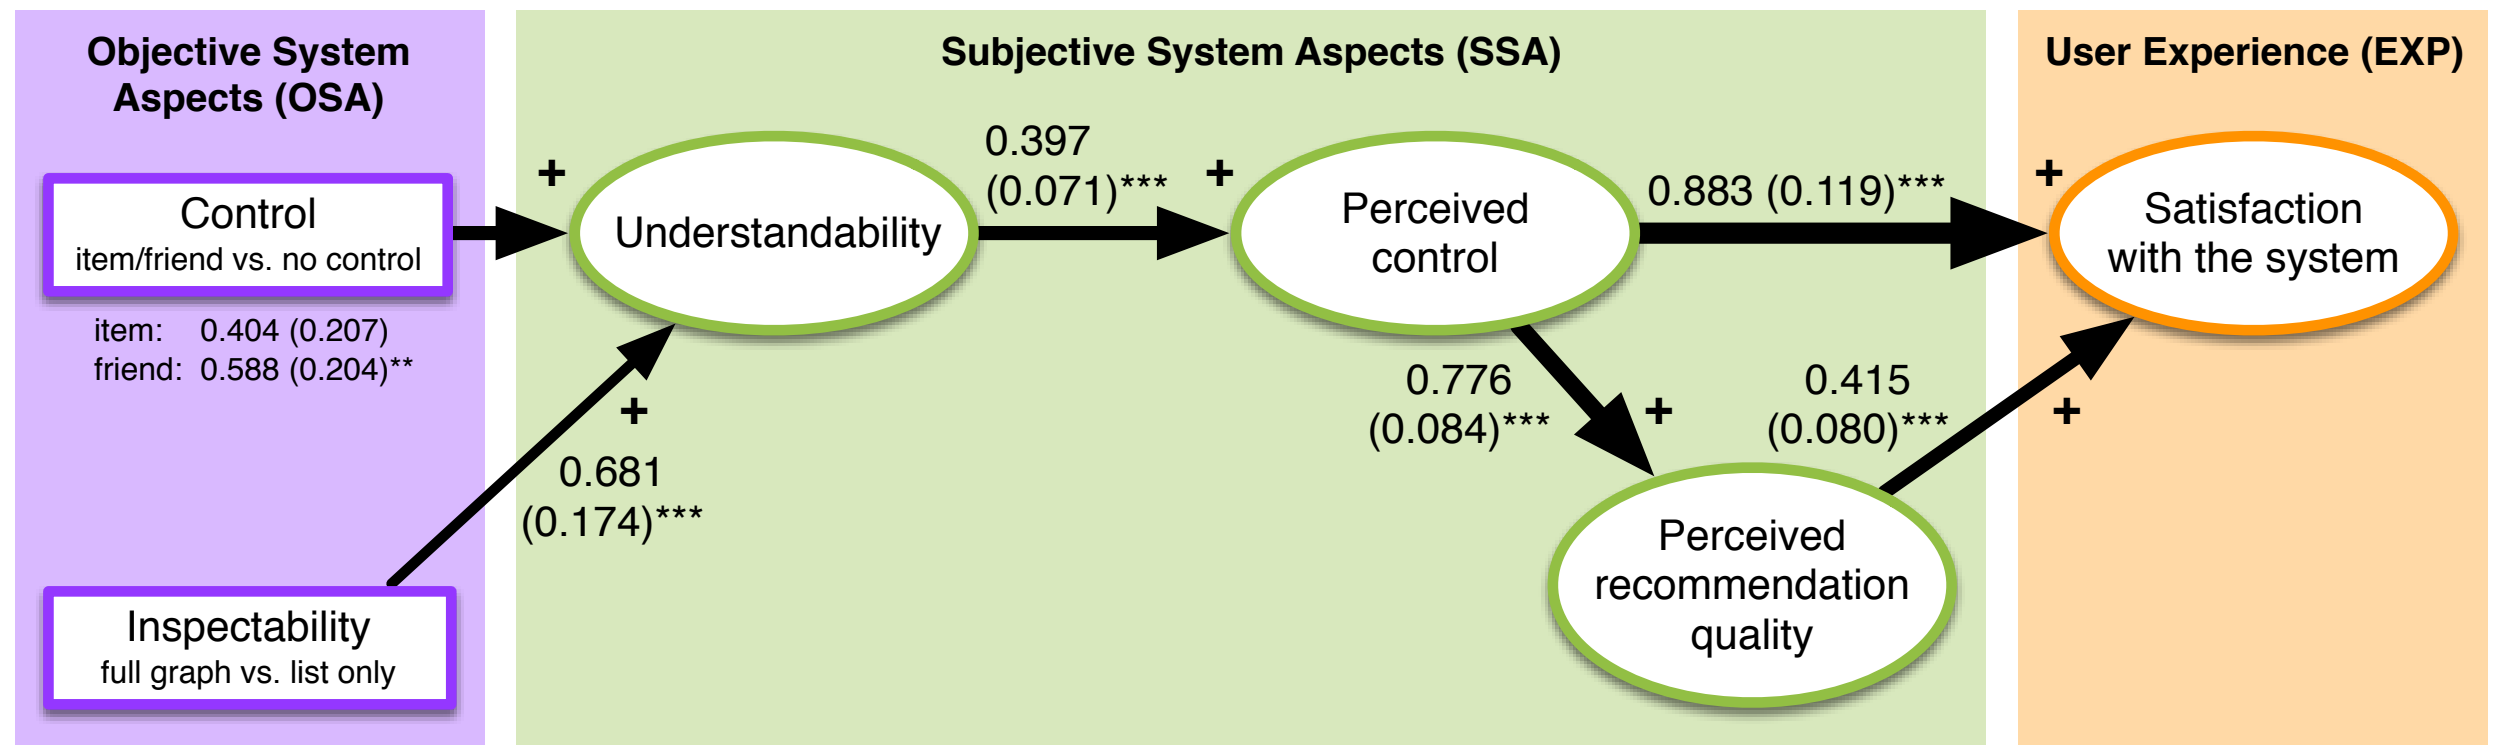 Objective System
Aspects (OSA)
Control
item/friend vs. no control
item: 0.404 (0.207)
friend: 0.588 (0.204)**
Inspectability
full graph vs. list only
Subjective System Aspects (SSA)
+
Understandability
+
0.681
(0.174)***
0.397
(0.071)***
+
Perceived
control
0.883 (0.119)***
0.776
(0.084)***
+
Perceived
recommendation
quality
0.415
(0.080)***
User Experience (EXP)
+
Satisfaction
with the system
+